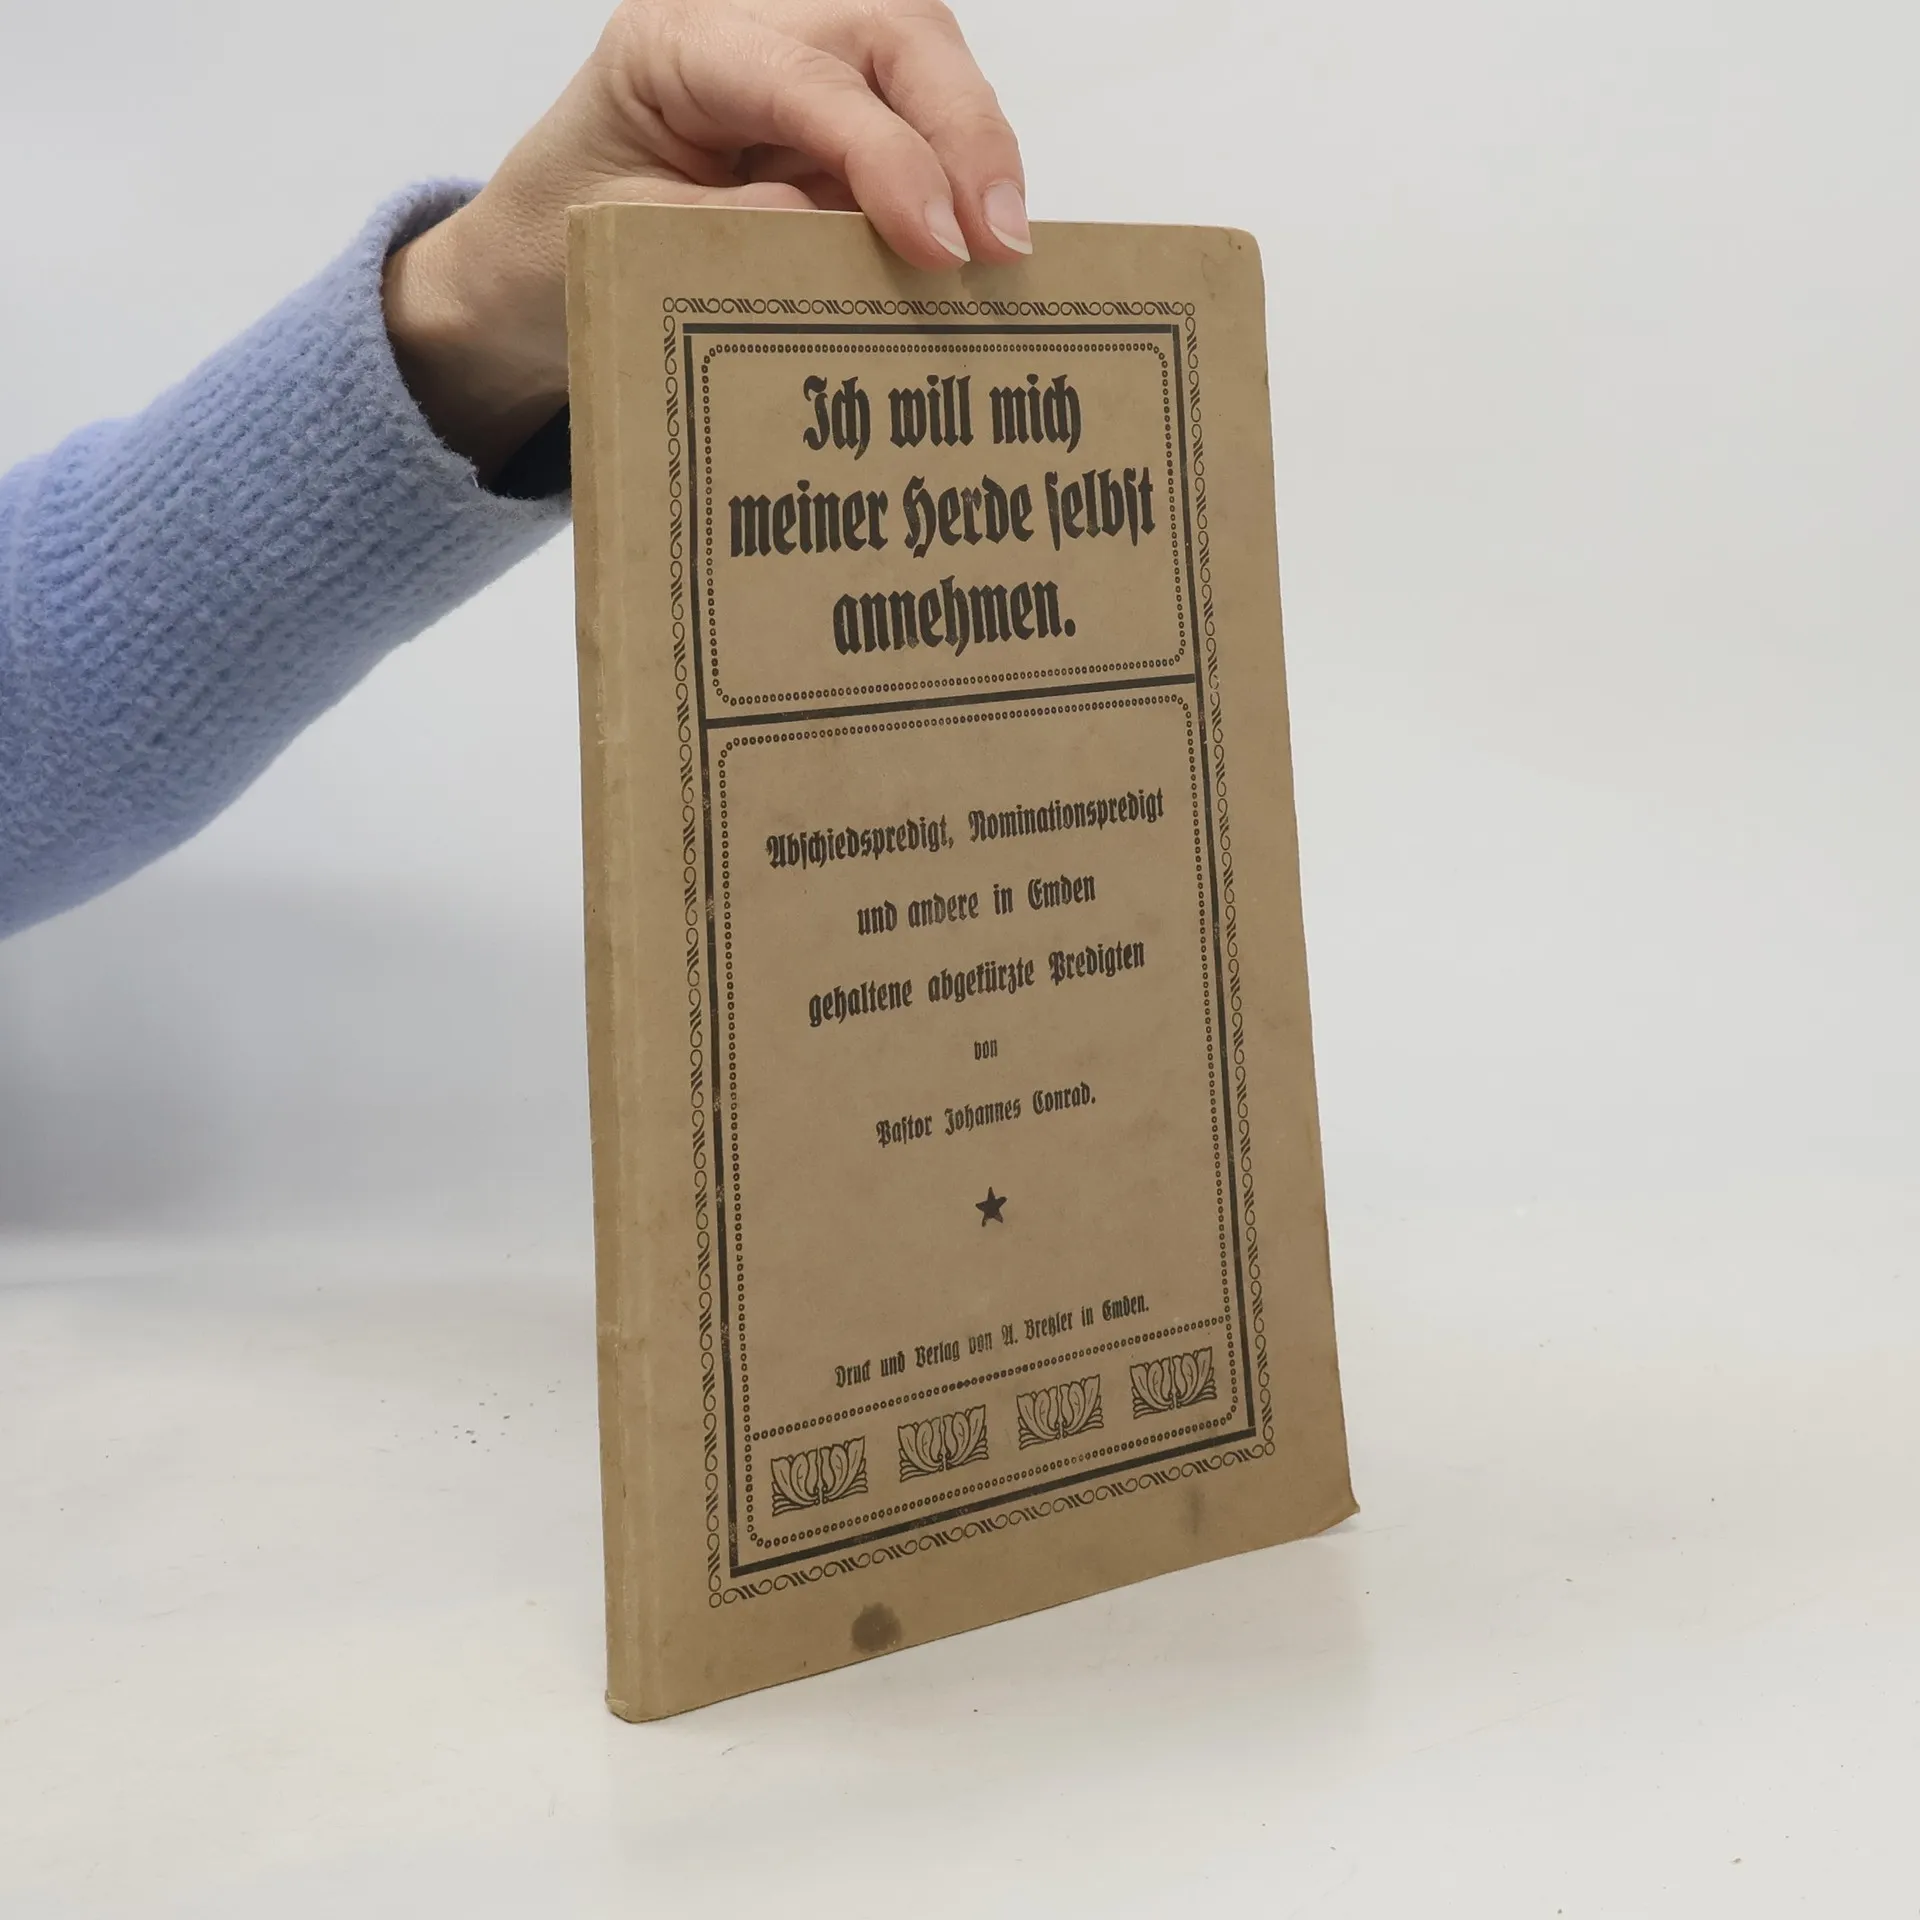 Ich will mich
meiner Herde selbst
annehmen.
Abschiedspredigt, Nominationspredigt
und andere in Emden
gehaltene abgekürzte Predigten
von
Pastor Johannes Conrad.
Druck und Verlag von A. Bretzler in Emden.